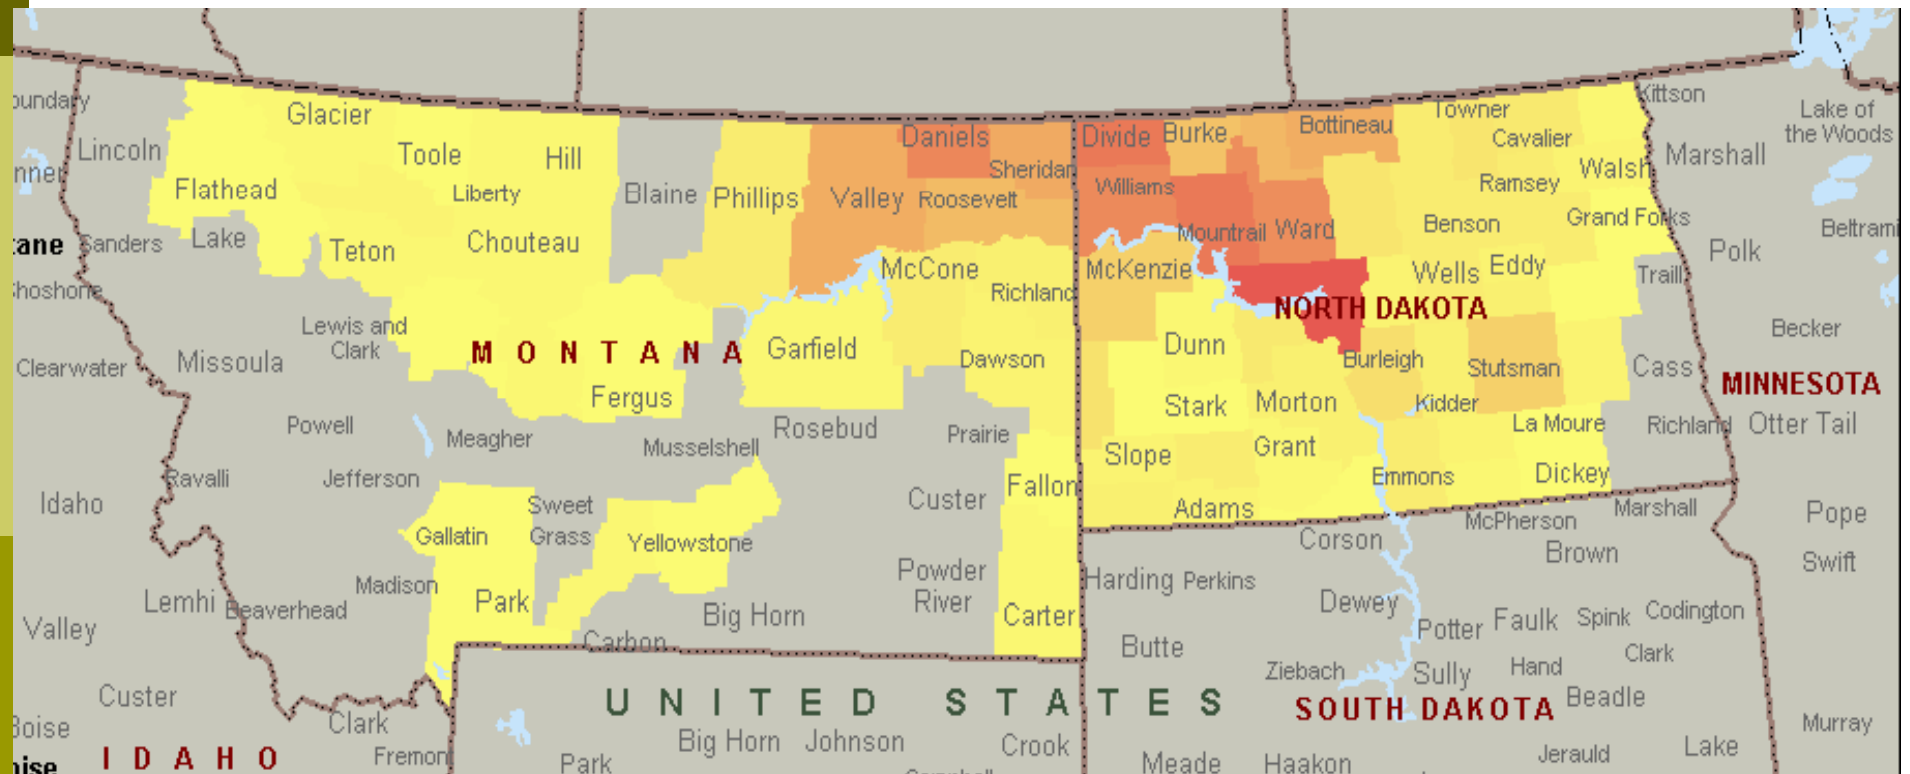 Kittson
Lake of
the Woods
Glacier
Towner
Bottineau
Cavalier
Daniels
Divide
Burke
Lincoln
Toole
Hill
Marshall
Sheridan
Walsh
Flathead
Liberty
Blaine
Phillips
Valley
Roosevelt
Williams
Ramsey
Grand Forks
Benson
Beltrami
Sanders
Lake
Teton
Chouteau
Mountrail
Ward
Polk
McCone
McKenzie
Wells
Eddy
Traill
Richland
NORTH DAKOTA
Lewis and
Clark
Becker
MONTANA
Garfield
Dunn
Missoula
Dawson
Burleigh
Stutsman
Cass
Clearwater
MINNESOTA
Fergus
Stark
Morton
Kidder
Powell
Meagher
Rosebud
Prairie
La Moure
Richland
Otter Tail
Musselshell
Slope
Grant
Ravalli
Jefferson
Fallon
Emmons
Dickey
Idaho
Sweet
Grass
Custer
Adams
McPherson
Marshall
Pope
Gallatin
Yellowstone
Corson
Brown
Swift
Madison
Powder
River
Harding
Perkins
Lemhi
Beaverhead
Park
Big Horn
Carter
Dewey
Potter
Faulk
Spink
Codington
Valley
Carbon
Butte
Ziebach
Sully
Hand
Clark
Custer
UNITED STATES
SOUTH DAKOTA
Beadle
Clark
Murray
IDAHO
Fremont
Park
Big Horn
Johnson
Crook
Meade
Haakon
Jerauld
Lake